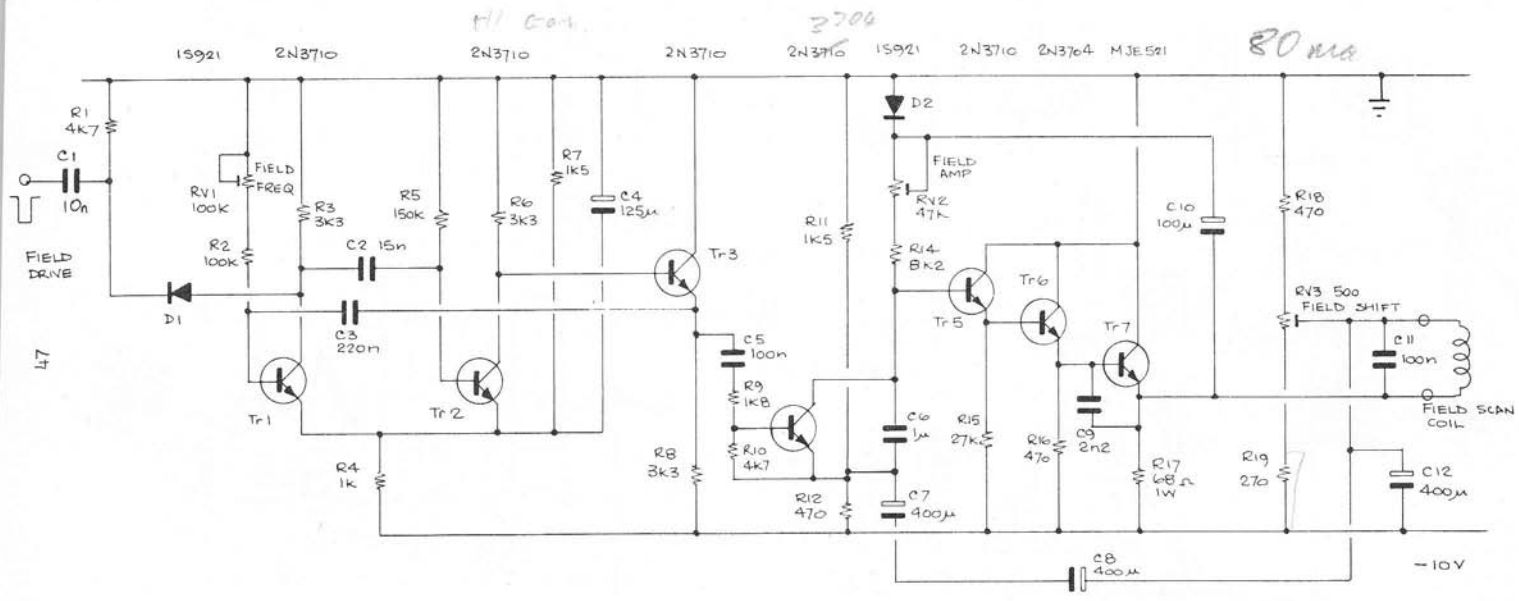 HI Gain
3704
80 ma
1S921
2N3710
2N3710
2N3710
2N3710
1S921
2N3710
2N3704
MJE521
R1
4K7
C1
10n
FIELD
DRIVE
D1
RV1
100K
FIELD
FREQ
R2
100K
R3
3K3
C2 15n
C3
220n
Tr1
R4
1K
R5
150K
R6
3K3
Tr2
R7
1K5
C4
125µ
Tr3
C5
100n
R9
1K8
R10
4K7
R8
3K3
R11
1K5
R12
470
D2
FIELD
AMP
RV2
47K
R14
8K2
C6
1µ
C7
400µ
C8
400µ
Tr5
R15
27K
Tr6
R16
470
Tr7
C9
2n2
R17
68Ω
1W
C10
100µ
R18
470
RV3 500
FIELD SHIFT
R19
270
C11
100n
FIELD SCAN
COIL
C12
400µ
-10V
47